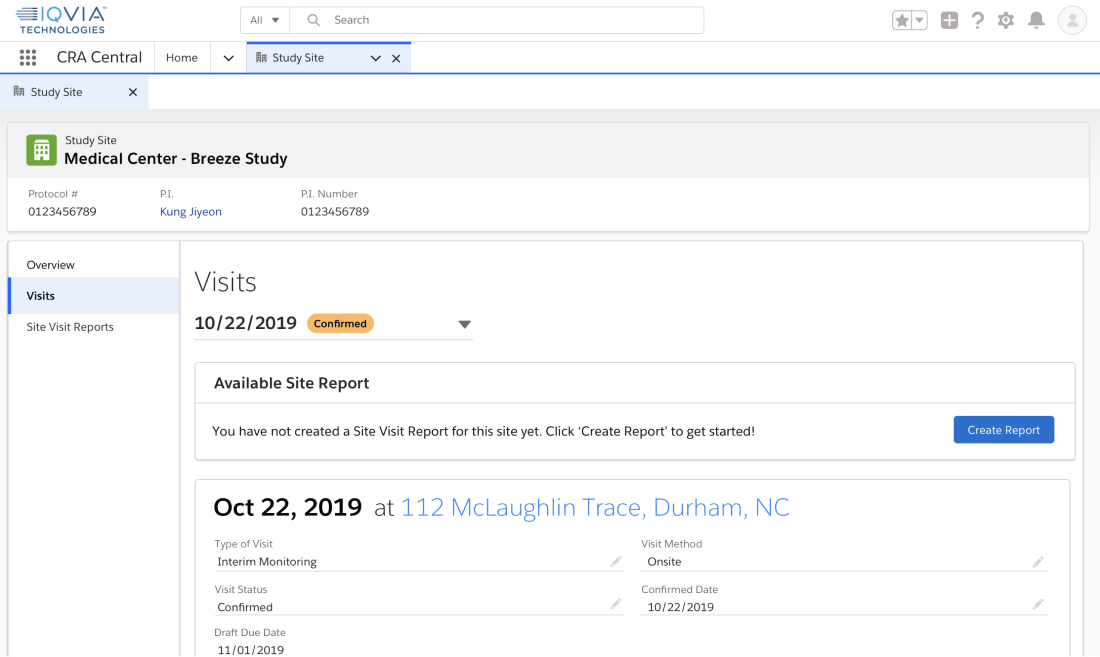 IQVIA
TECHNOLOGIES
All
Search
CRA Central
Home
Study Site
Study Site
Study Site
Medical Center - Breeze Study
Protocol # P.I. P.I. Number
0123456789 Kung Jiyeon 0123456789
Overview
Visits
Site Visit Reports
Visits
10/22/2019 Confirmed
Available Site Report
You have not created a Site Visit Report for this site yet. Click ‘Create Report’ to get started!
Create Report
Oct 22, 2019 at 112 McLaughlin Trace, Durham, NC
Type of Visit Visit Method
Interim Monitoring Onsite
Visit Status Confirmed Date
Confirmed 10/22/2019
Draft Due Date
11/01/2019